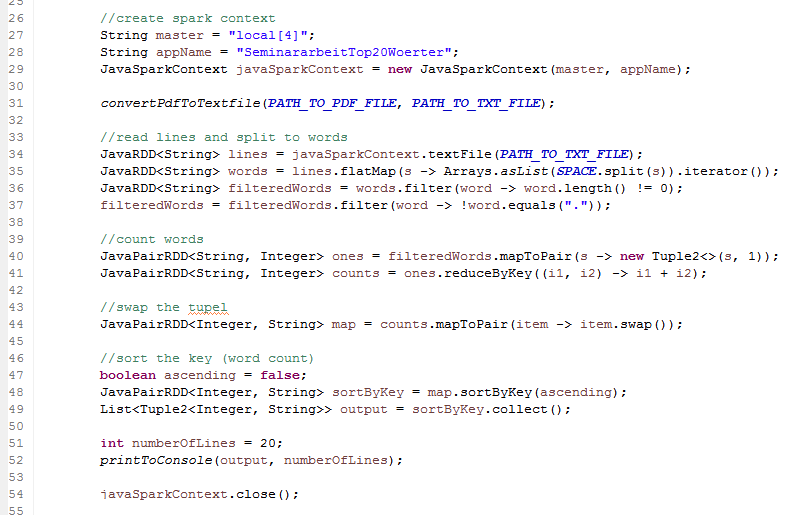 25
26 //create spark context
27 String master = "local[4]";
28 String appName = "SeminararbeitTop20Woerter";
29 JavaSparkContext javaSparkContext = new JavaSparkContext(master, appName);
30
31 convertPdfToTextfile(PATH_TO_PDF_FILE, PATH_TO_TXT_FILE);
32
33 //read lines and split to words
34 JavaRDD<String> lines = javaSparkContext.textFile(PATH_TO_TXT_FILE);
35 JavaRDD<String> words = lines.flatMap(s -> Arrays.asList(SPACE.split(s)).iterator());
36 JavaRDD<String> filteredWords = words.filter(word -> word.length() != 0);
37 filteredWords = filteredWords.filter(word -> !word.equals("."));
38
39 //count words
40 JavaPairRDD<String, Integer> ones = filteredWords.mapToPair(s -> new Tuple2<>(s, 1));
41 JavaPairRDD<String, Integer> counts = ones.reduceByKey((i1, i2) -> i1 + i2);
42
43 //swap the tupel
44 JavaPairRDD<Integer, String> map = counts.mapToPair(item -> item.swap());
45
46 //sort the key (word count)
47 boolean ascending = false;
48 JavaPairRDD<Integer, String> sortByKey = map.sortByKey(ascending);
49 List<Tuple2<Integer, String>> output = sortByKey.collect();
50
51 int numberOfLines = 20;
52 printToConsole(output, numberOfLines);
53
54 javaSparkContext.close();
55